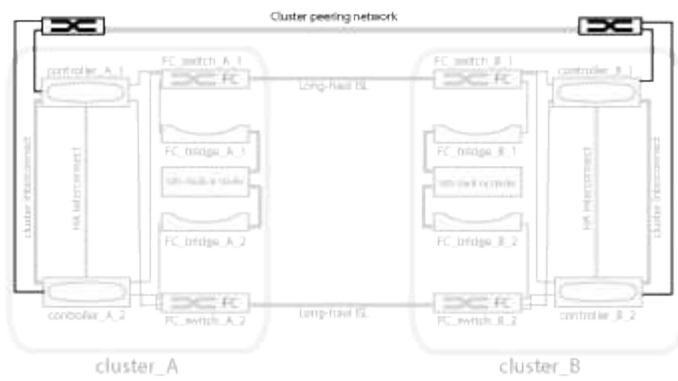 Cluster peering network
controller_A_1
FC_switch_A_1
FC
Long-haul ISL
FC_switch_B_1
FC
controller_B_1
FC_bridge_A_1
FC_bridge_B_1
cluster interconnect
HA interconnect
HA interconnect
cluster interconnect
FC_bridge_A_2
FC_bridge_B_2
controller_A_2
FC
FC_switch_A_2
Long-haul ISL
FC
FC_switch_B_2
controller_B_2
cluster_A
cluster_B